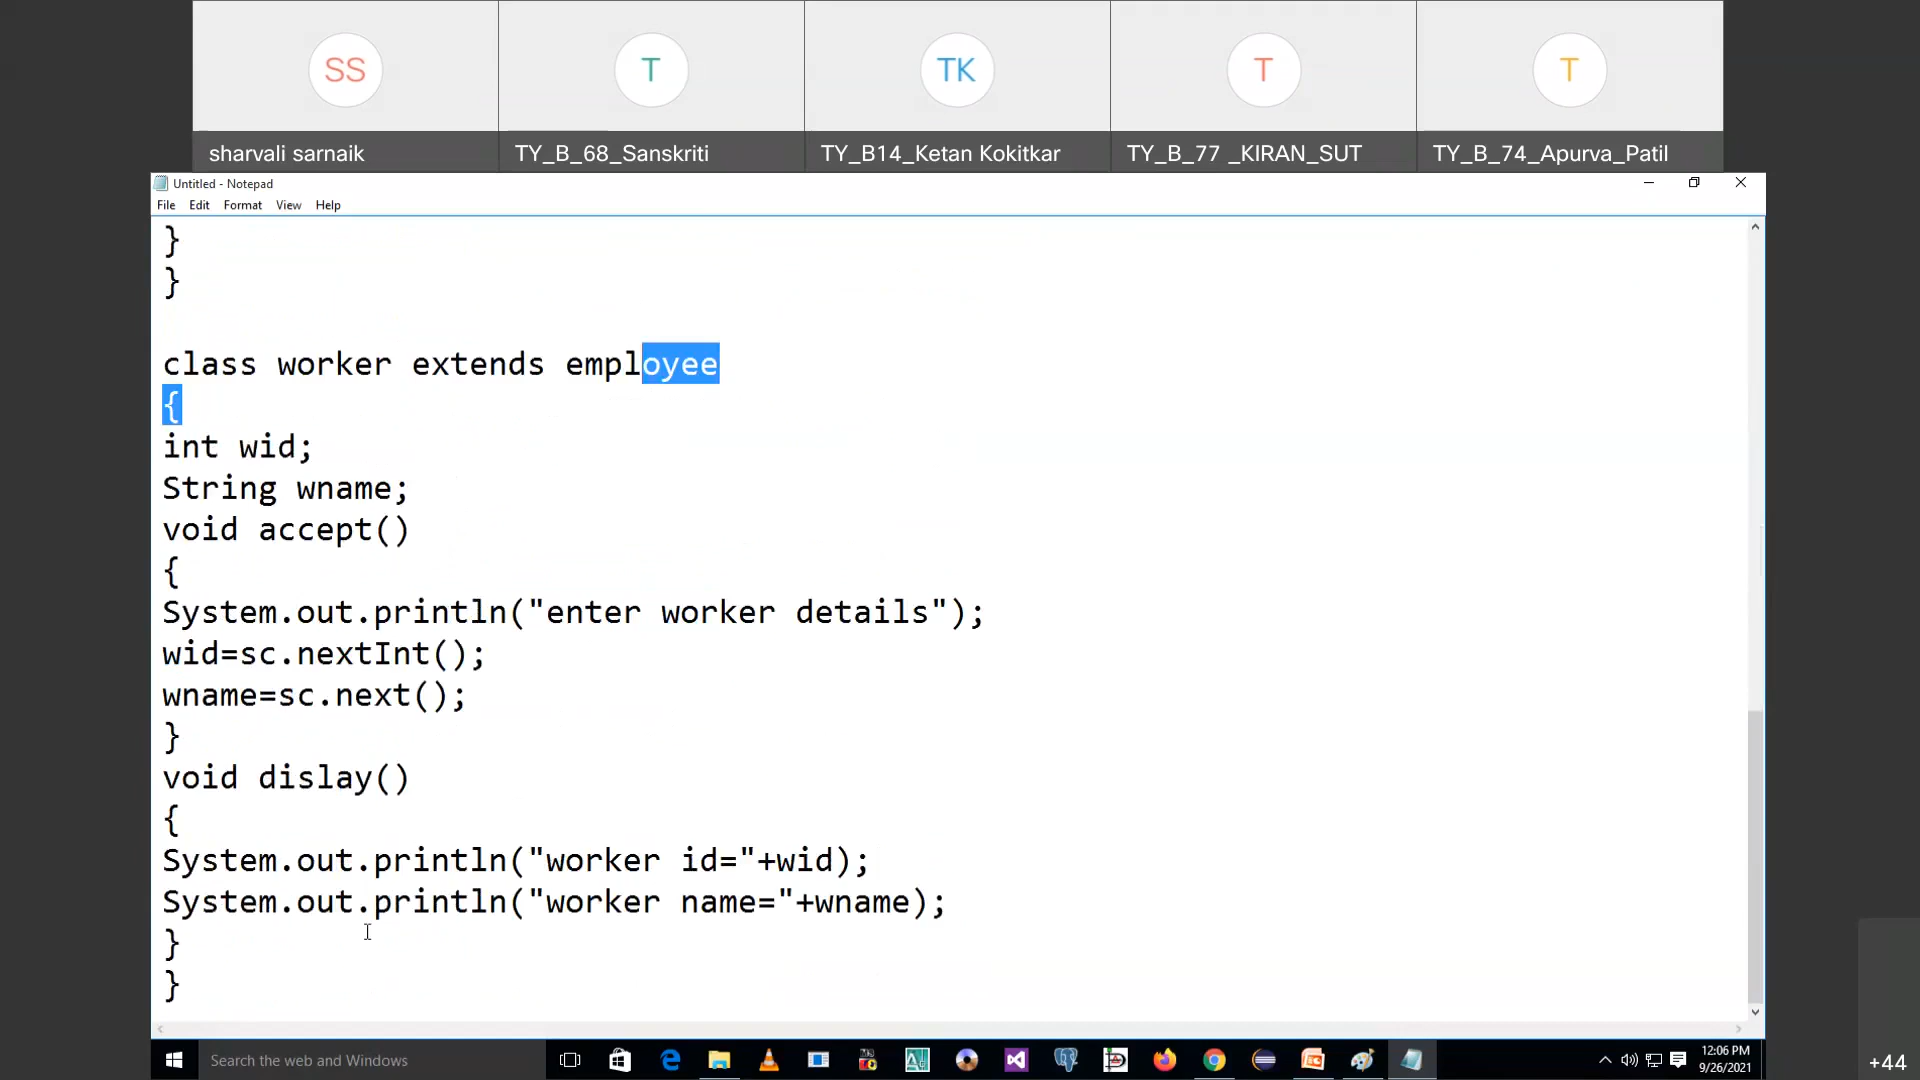 SS
T
TK
T
T
sharvali sarnaik
TY_B_68_Sanskriti
TY_B14_Ketan Kokitkar
TY_B_77 _KIRAN_SUT
TY_B_74_Apurva_Patil
Untitled - Notepad
File Edit Format View Help
}
}
class worker extends employee
{
int wid;
String wname;
void accept()
{
System.out.println("enter worker details");
wid=sc.nextInt();
wname=sc.next();
}
void dislay()
{
System.out.println("worker id="+wid);
System.out.println("worker name="+wname);
}
}
Search the web and Windows
12:06 PM
9/26/2021
+44